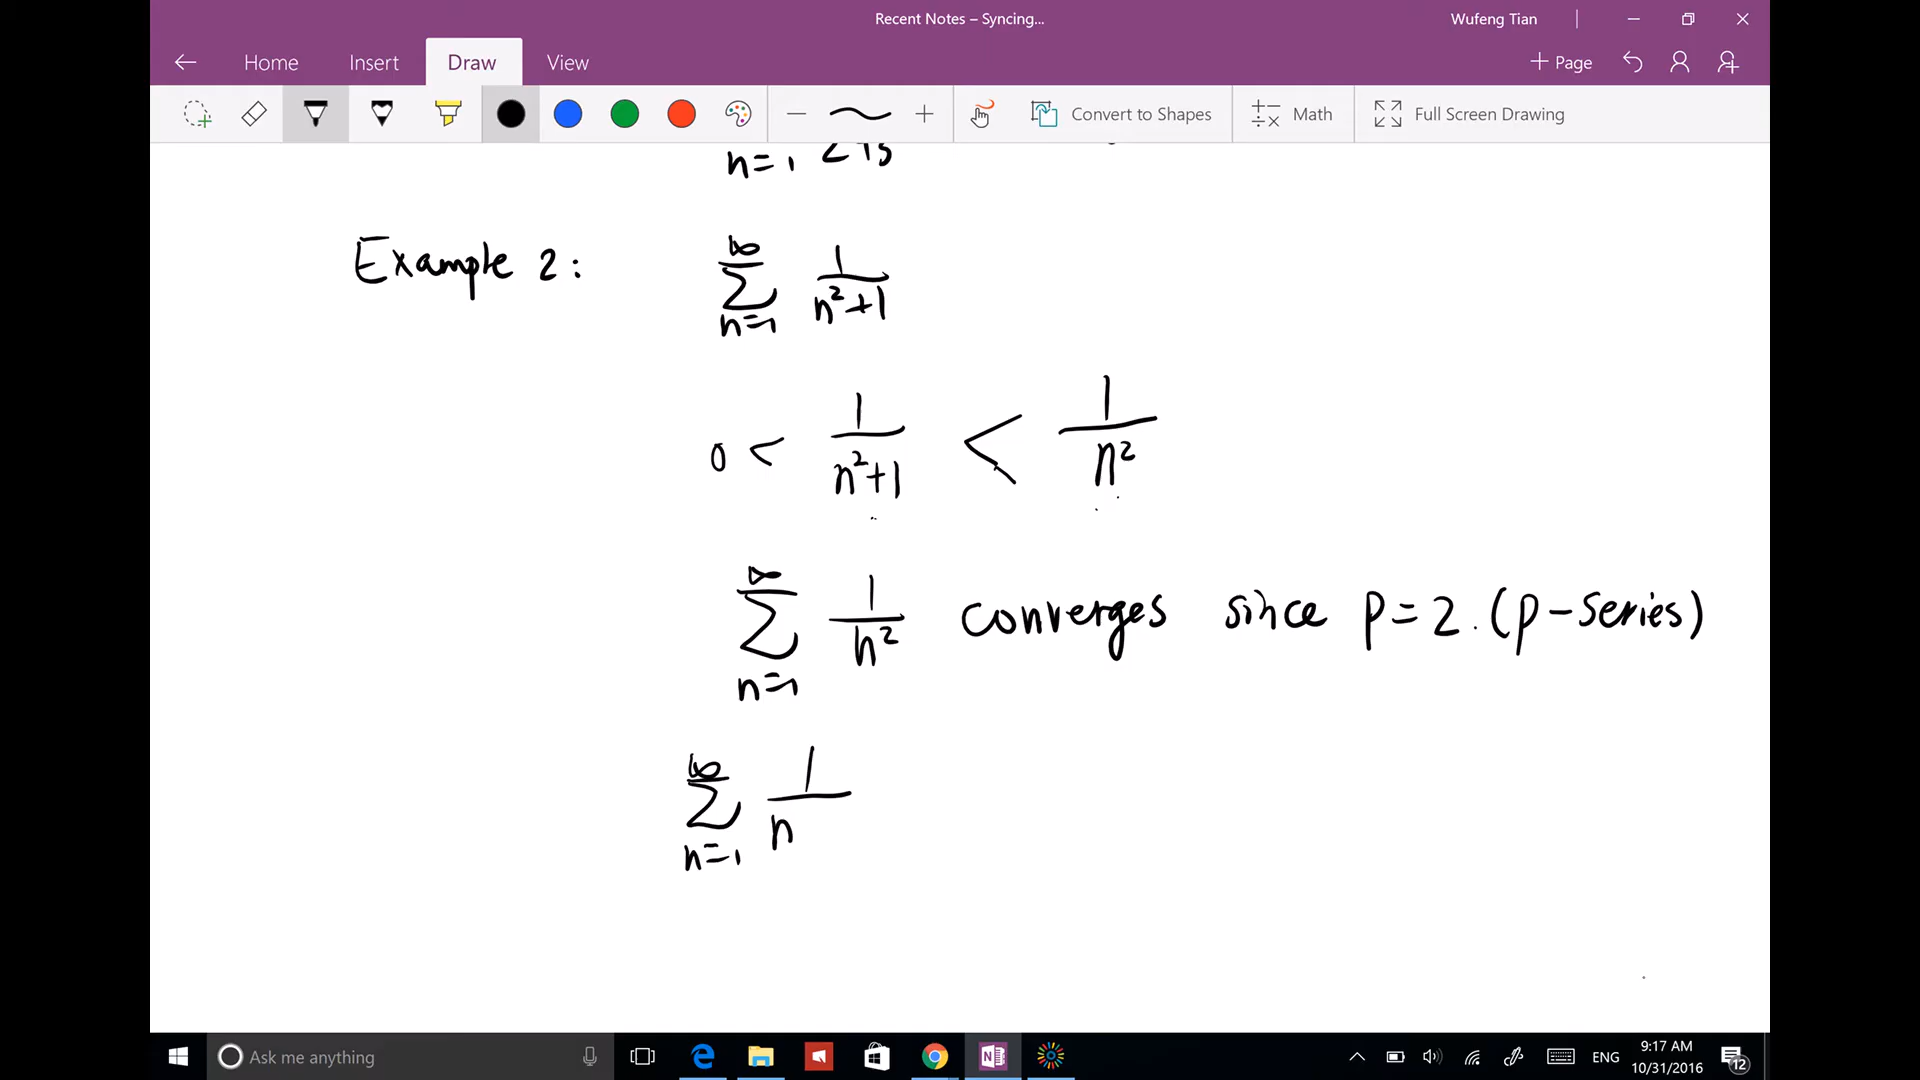 Recent Notes – Syncing...
Wufeng Tian
Home Insert Draw View
Page
Convert to Shapes Math Full Screen Drawing
n=1
Example 2: ∞ Σ n=1 1/(n²+1)
0 < 1/(n²+1) < 1/n²
∞ Σ n=1 1/n² converges since p=2. (p-series)
∞ Σ n=1 1/n
Ask me anything
ENG
9:17 AM
10/31/2016
12